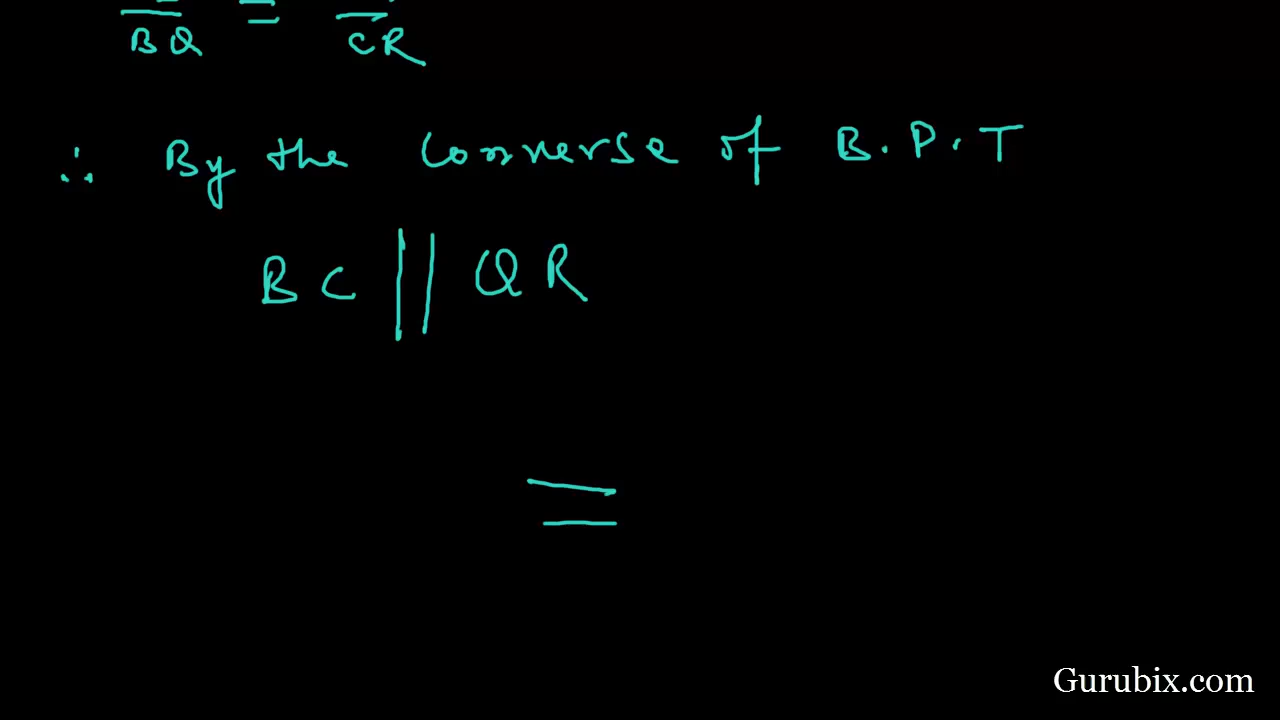 BQ = CR
∴ By the converse of B.P.T
BC || QR
=
Gurubix.com